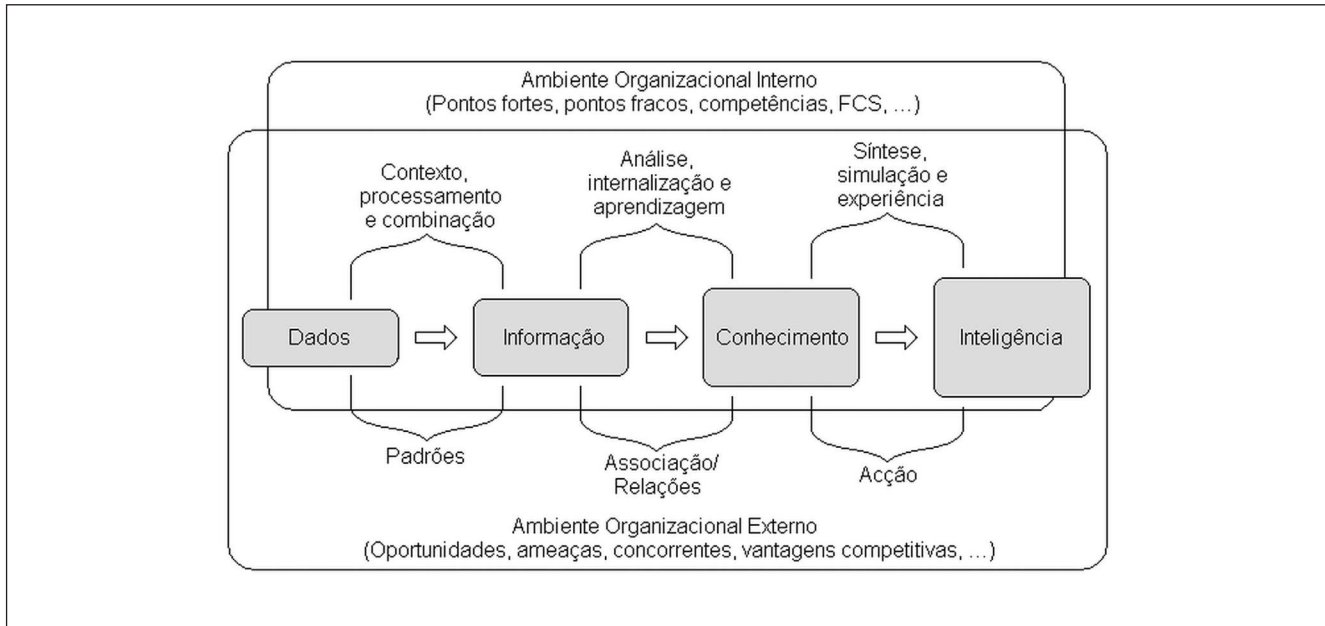 Ambiente Organizacional Interno
(Pontos fortes, pontos fracos, competências, FCS, ...)
Contexto,
processamento
e combinação
Análise,
internalização e
aprendizagem
Síntese,
simulação e
experiência
Dados
Informação
Conhecimento
Inteligência
Padrões
Associação/
Relações
Acção
Ambiente Organizacional Externo
(Oportunidades, ameaças, concorrentes, vantagens competitivas, ...)